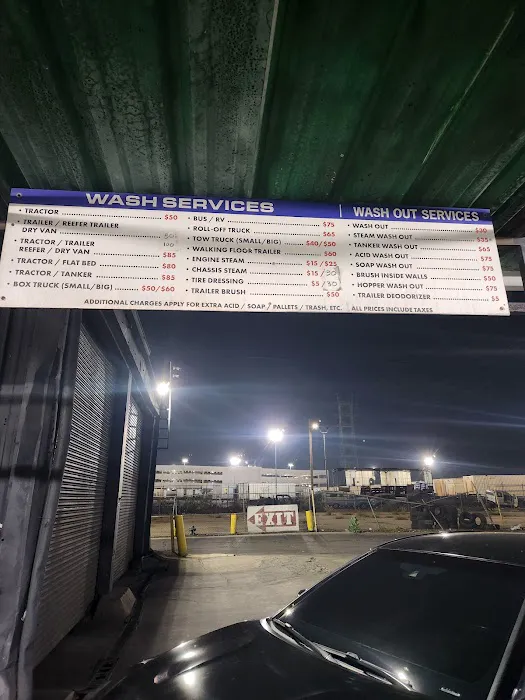 WASH SERVICES
• TRACTOR $50
• TRAILER / REEFER TRAILER
DRY VAN
• TRACTOR / TRAILER
REEFER / DRY VAN $85
• TRACTOR / FLAT BED $80
• TRACTOR / TANKER $85
• BOX TRUCK (SMALL/BIG) $50/$60
• BUS / RV $75
• ROLL-OFF TRUCK $65
• TOW TRUCK (SMALL/BIG) $40/$50
• WALKING FLOOR TRAILER $60
• ENGINE STEAM $15/$25
• CHASSIS STEAM $15/30
• TIRE DRESSING $5/30
• TRAILER BRUSH $50
WASH OUT SERVICES
• WASH OUT $30
• STEAM WASH OUT $35
• TANKER WASH OUT $65
• ACID WASH OUT $75
• SOAP WASH OUT $75
• BRUSH INSIDE WALLS $50
• HOPPER WASH OUT $75
• TRAILER DEODORIZER $5
ADDITIONAL CHARGES APPLY FOR EXTRA ACID / SOAP / PALLETS / TRASH, ETC.
ALL PRICES INCLUDE TAXES
EXIT